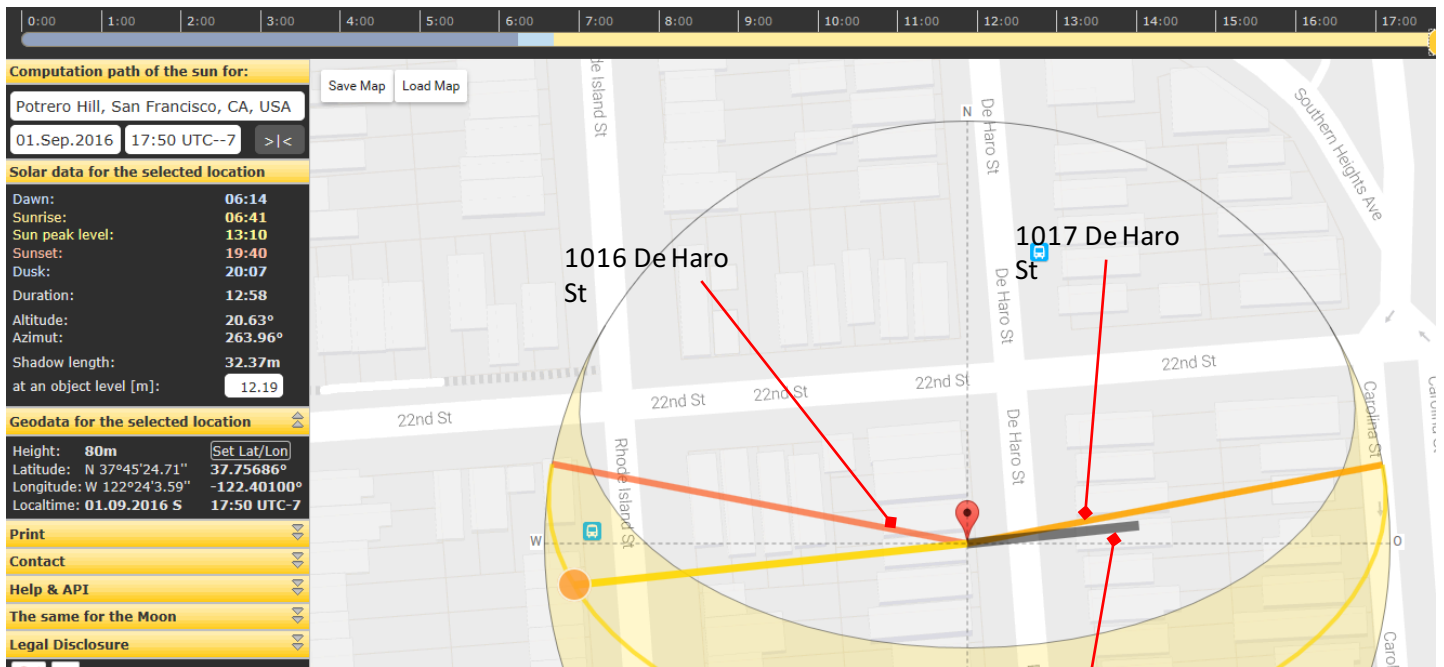 0:00 1:00 2:00 3:00 4:00 5:00 6:00 7:00 8:00 9:00 10:00 11:00 12:00 13:00 14:00 15:00 16:00 17:00
Computation path of the sun for:
Potrero Hill, San Francisco, CA, USA
01.Sep.2016 17:50 UTC--7 >|<
Solar data for the selected location
Dawn: 06:14
Sunrise: 06:41
Sun peak level: 13:10
Sunset: 19:40
Dusk: 20:07
Duration: 12:58
Altitude: 20.63°
Azimut: 263.96°
Shadow length: 32.37m
at an object level [m]: 12.19
Geodata for the selected location
Height: 80m Set Lat/Lon
Latitude: N 37°45'24.71'' 37.75686°
Longitude: W 122°24'3.59'' -122.40100°
Localtime: 01.09.2016 S 17:50 UTC-7
Print
Contact
Help & API
The same for the Moon
Legal Disclosure
Save Map Load Map
de Island St
N
De Haro St
Southern Heights Ave
1016 De Haro
St
1017 De Haro
St
De Haro St
22nd St
22nd St
22nd St
22nd St
22nd St
Carolina St
Rhode Island St
De Haro St
W
O
Carol